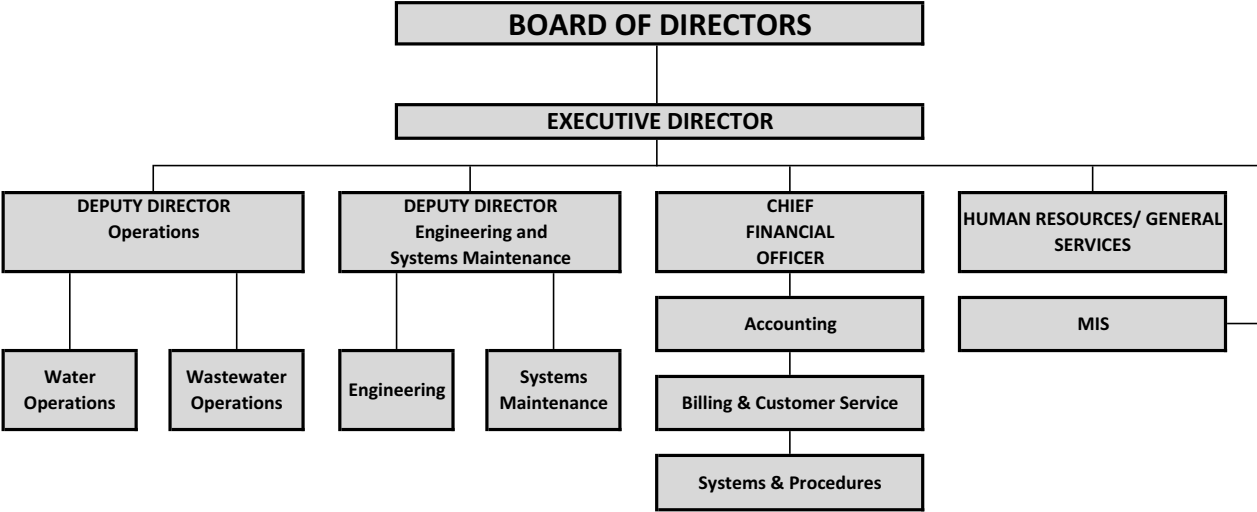 BOARD OF DIRECTORS
EXECUTIVE DIRECTOR
DEPUTY DIRECTOR
Operations
DEPUTY DIRECTOR
Engineering and
Systems Maintenance
CHIEF
FINANCIAL
OFFICER
HUMAN RESOURCES/ GENERAL
SERVICES
Accounting
MIS
Water
Operations
Wastewater
Operations
Engineering
Systems
Maintenance
Billing & Customer Service
Systems & Procedures